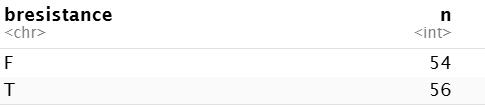 bresistance n
<chr> <int>
F 54
T 56